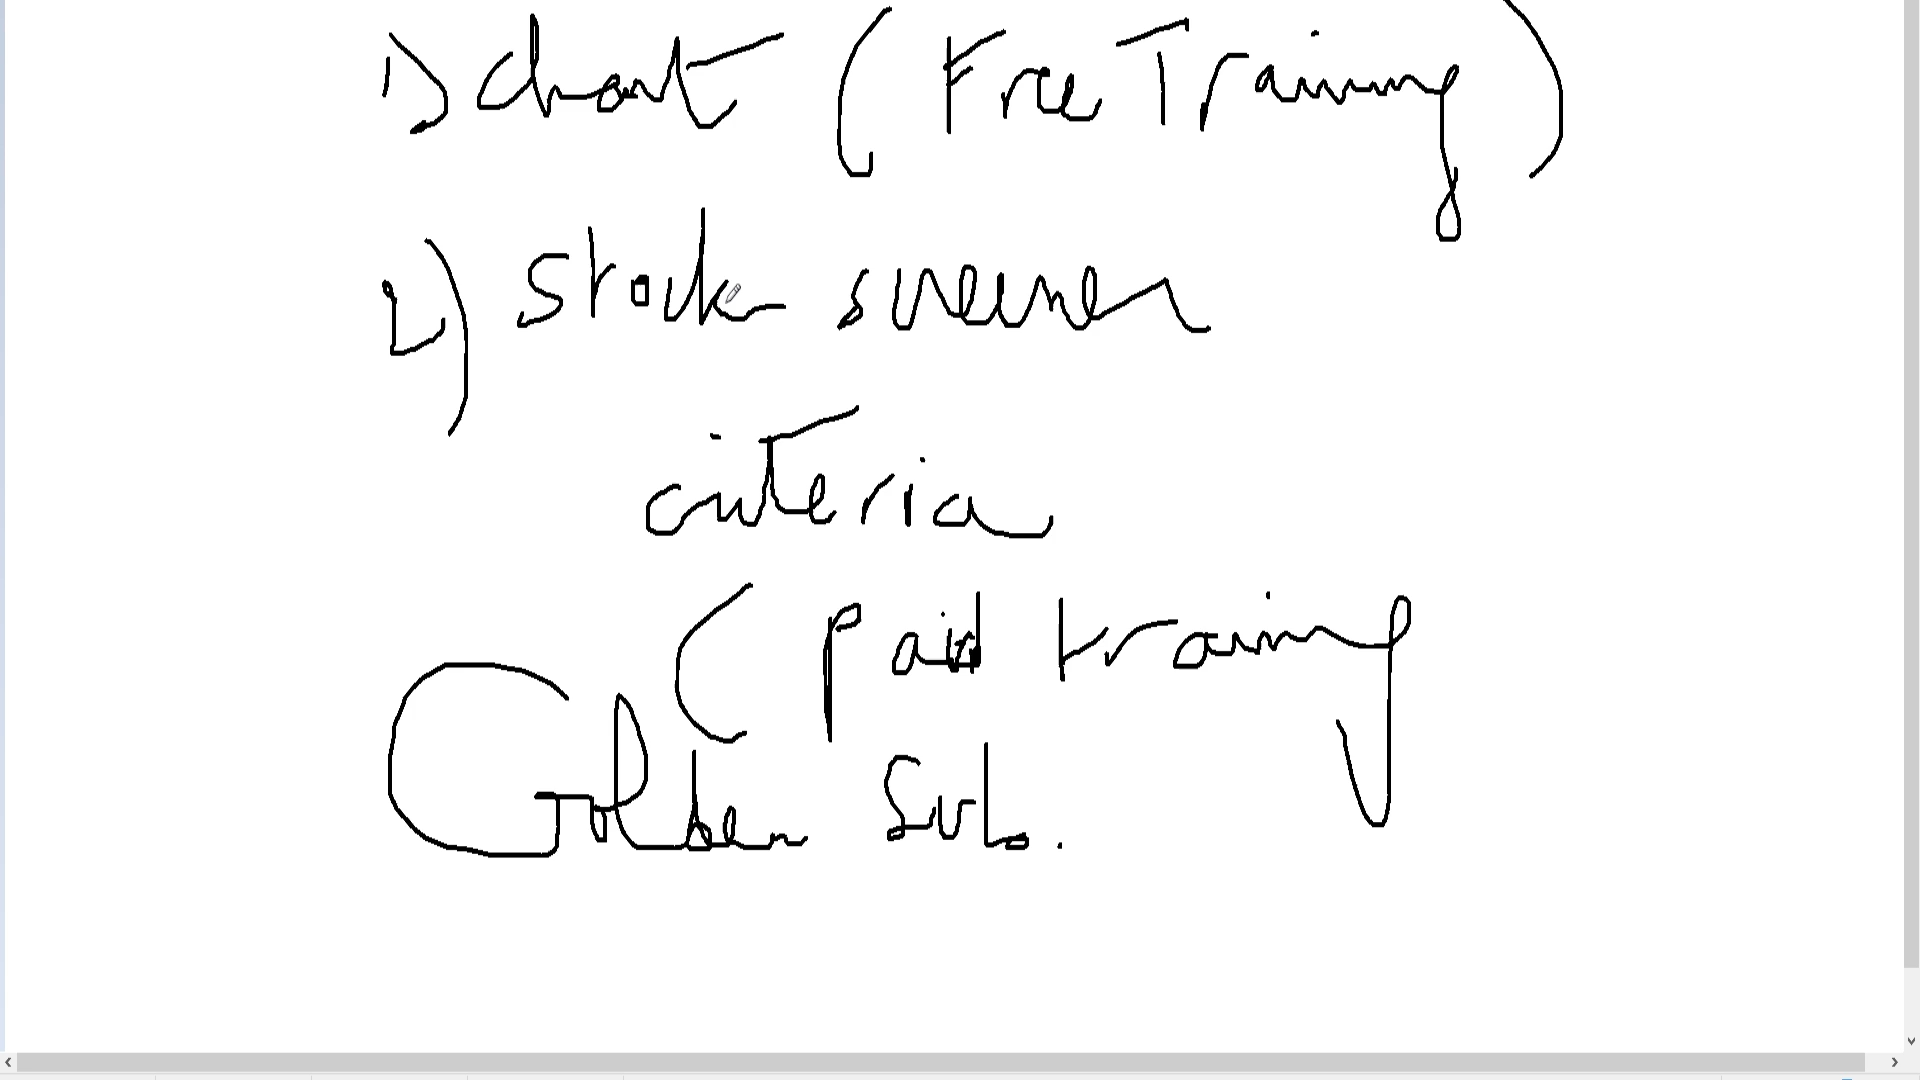 1) chart ( Free Training )
2) Stock screener
criteria
( Paid training
Golden Sub.